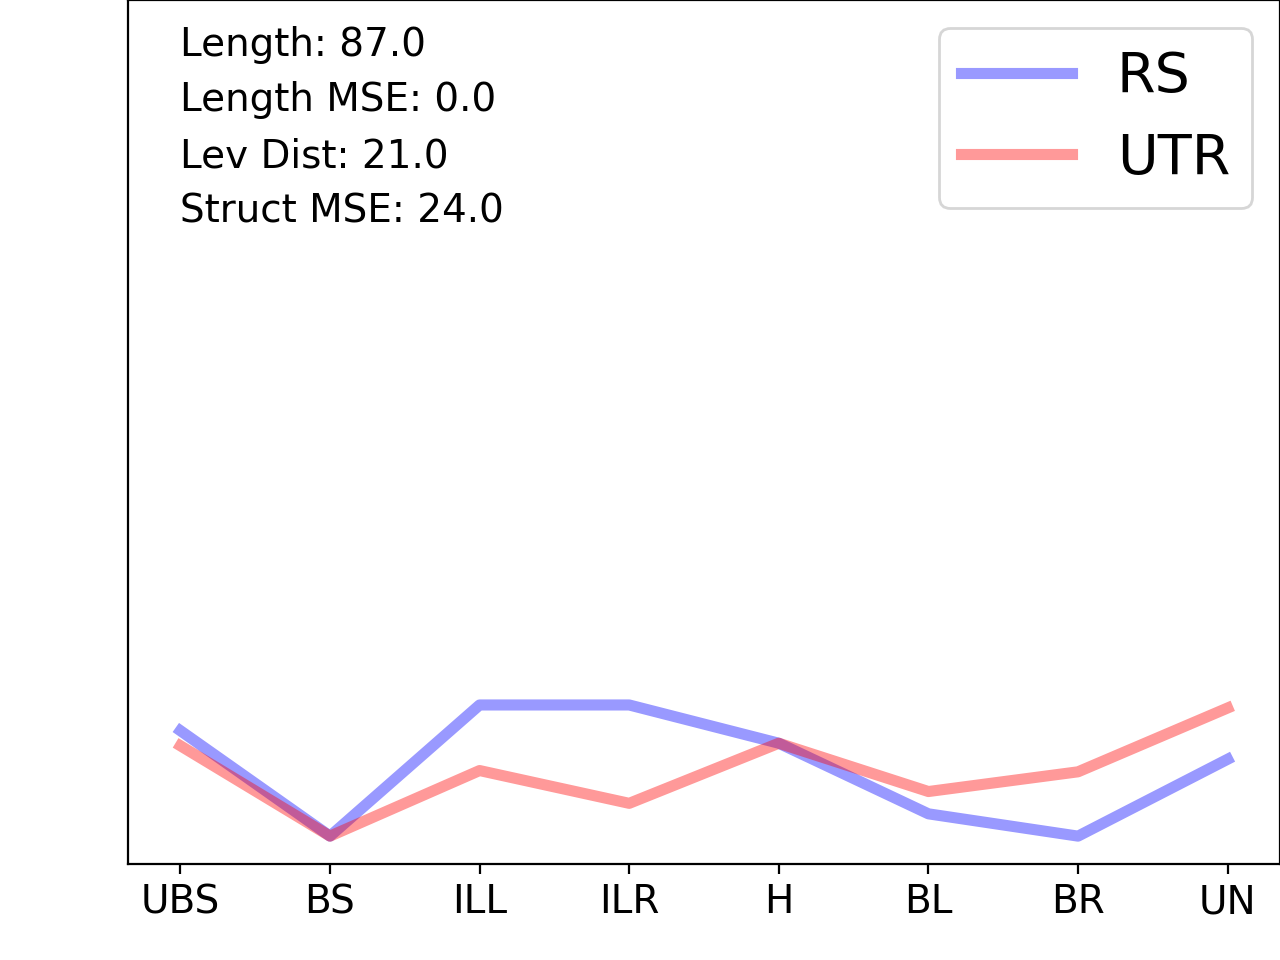 Length: 87.0
Length MSE: 0.0
Lev Dist: 21.0
Struct MSE: 24.0
RS
UTR
UBS BS ILL ILR H BL BR UN